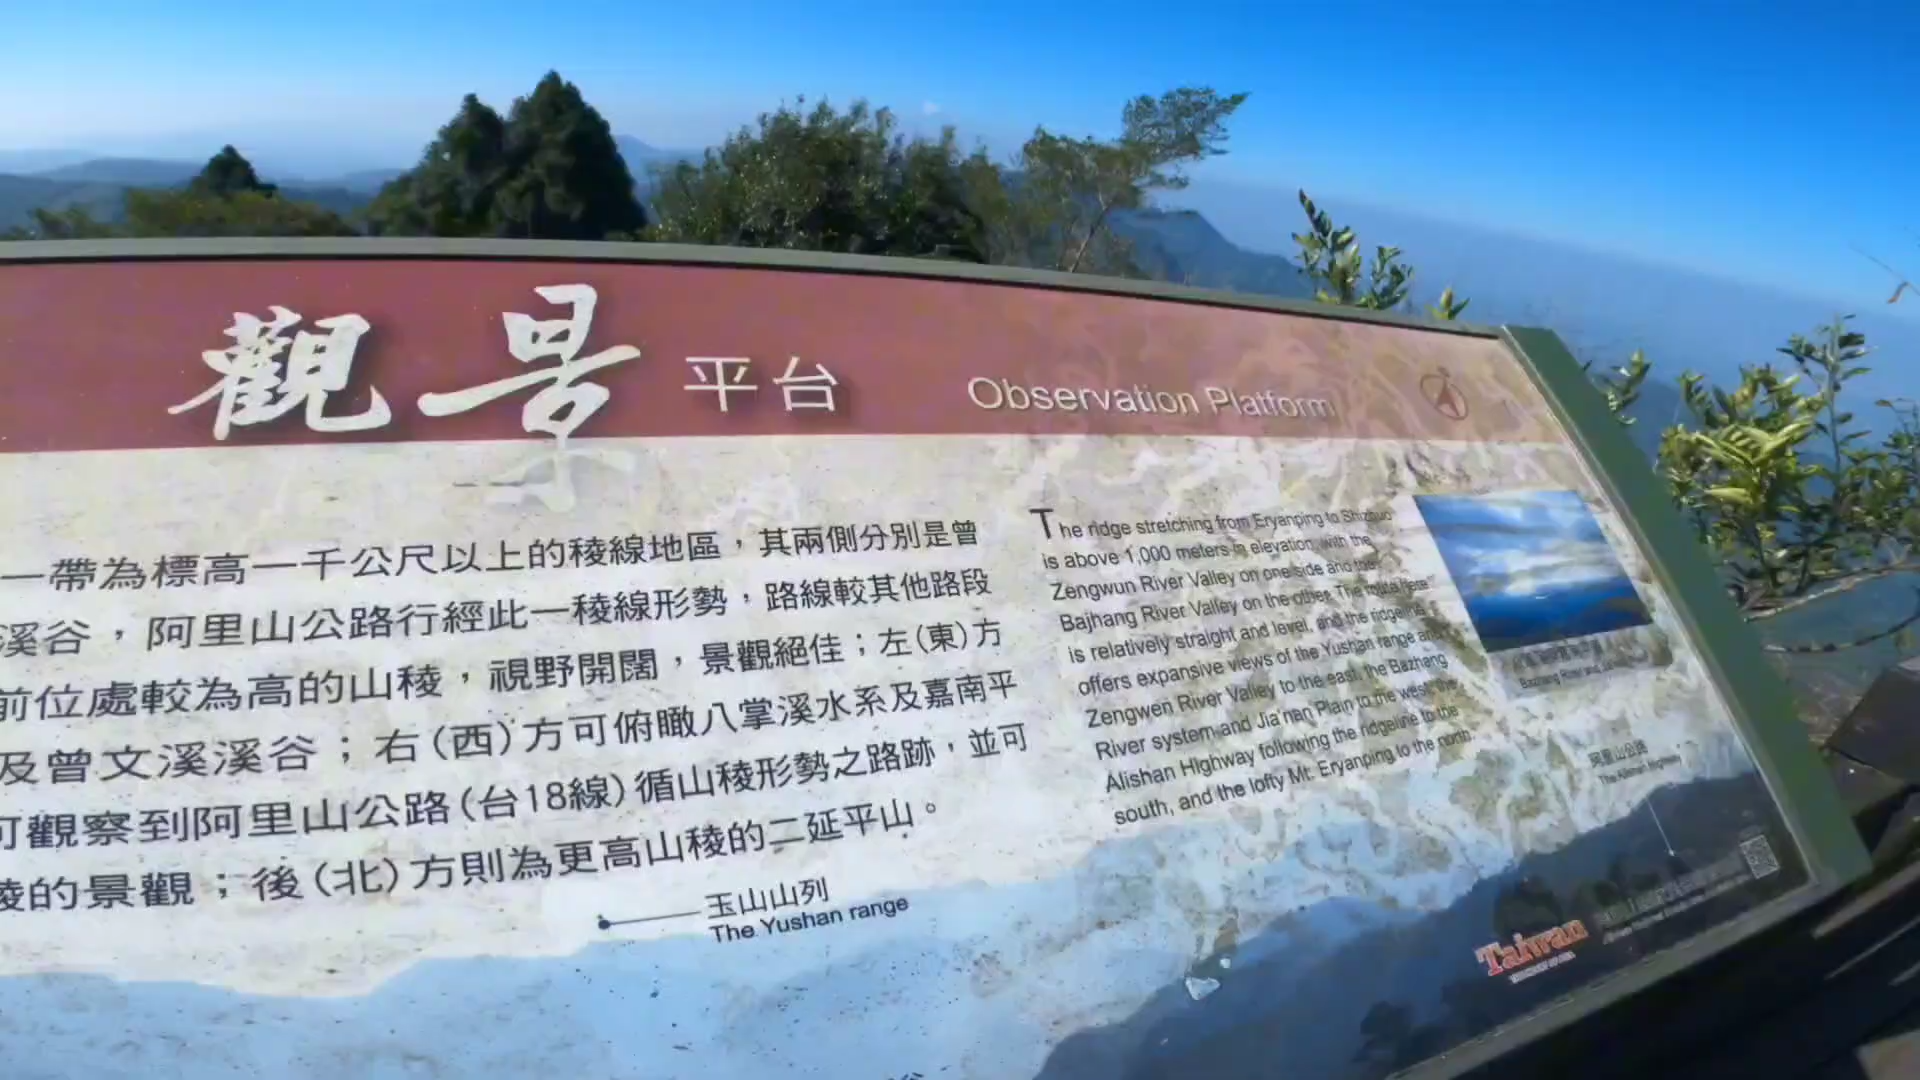 觀景平台 Observation Platform
一帶為標高一千公尺以上的稜線地區，其兩側分別是曾
溪谷，阿里山公路行經此一稜線形勢，路線較其他路段
前位處較為高的山稜，視野開闊，景觀絕佳；左(東)方
及曾文溪溪谷；右(西)方可俯瞰八掌溪水系及嘉南平
可觀察到阿里山公路(台18線)循山稜形勢之路跡，並可
稜的景觀；後(北)方則為更高山稜的二延平山。
The ridge stretching from Eryanping to Shizhuo
is above 1,000 meters in elevation, with the
Zengwun River Valley on one side and the
Bajhang River Valley on the other. The route here
is relatively straight and level, and the ridgeline
offers expansive views of the Yushan range and
Zengwen River Valley to the east, the Bazhang
River system and Jia'nan Plain to the west, the
Alishan Highway following the ridgeline to the
south, and the lofty Mt. Eryanping to the north.
玉山山列
The Yushan range
Bazhang River and
阿里山公路
The Alishan Highway
Taiwan